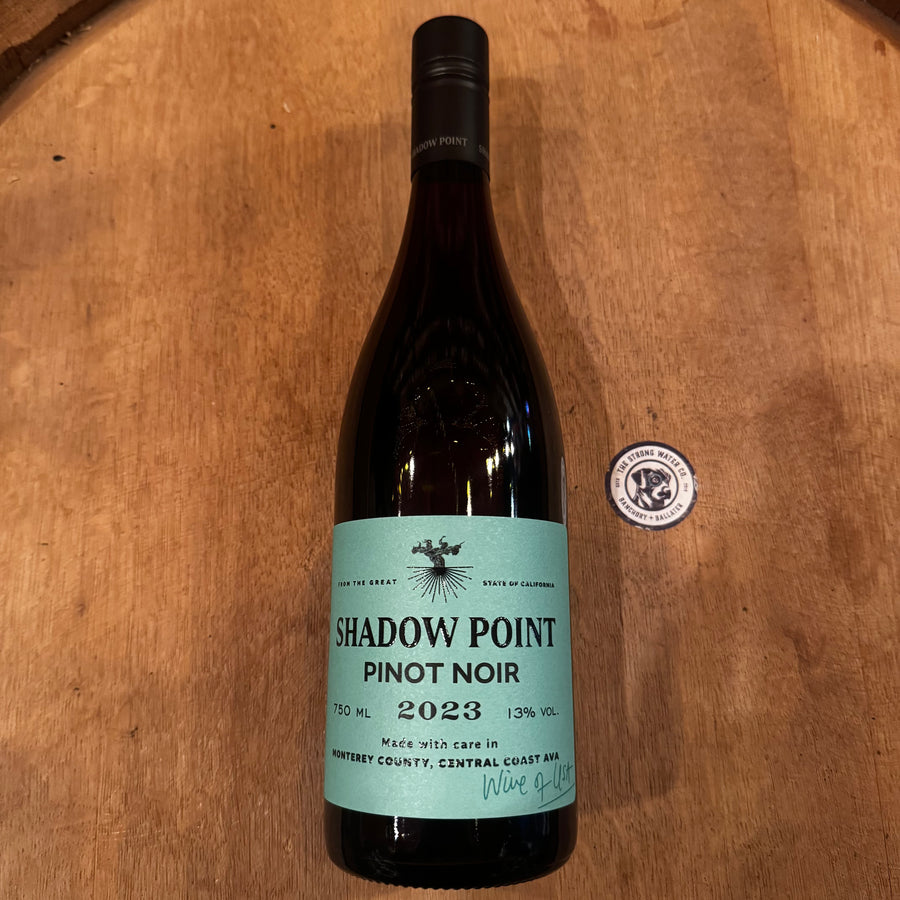 SHADOW POINT
THE STRONG WATER CO.
BANCHORY + BALLATER
FROM THE GREAT
STATE OF CALIFORNIA
SHADOW POINT
PINOT NOIR
750 ML 2023 13% VOL.
Made with care in
MONTEREY COUNTY, CENTRAL COAST AVA
Wine of USA